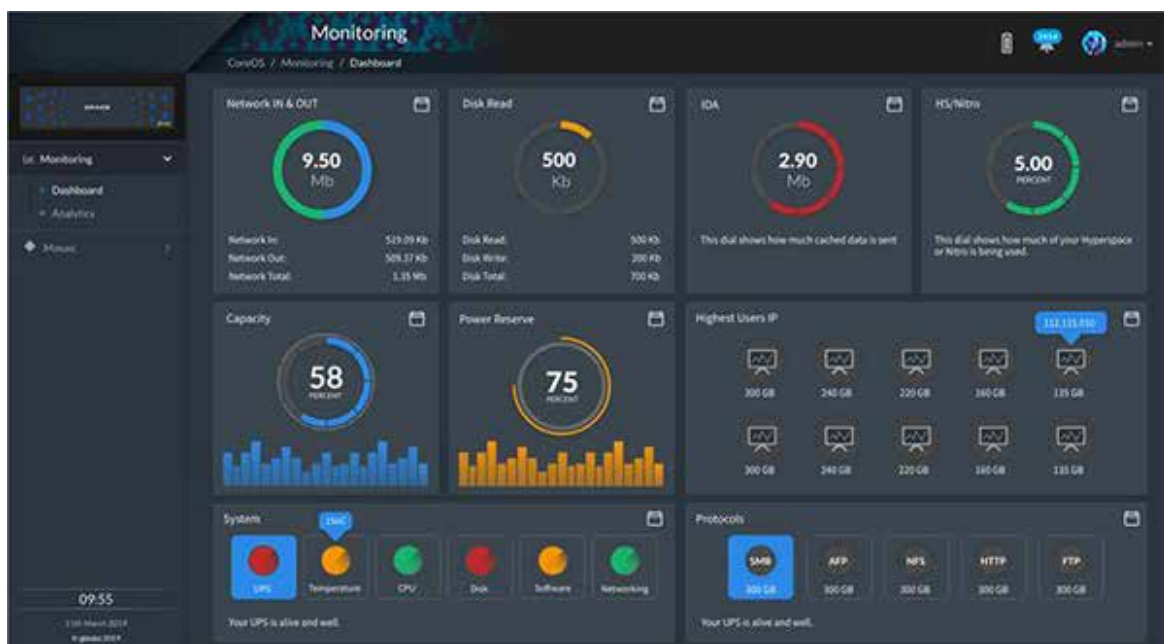 Monitoring
CoreOS / Monitoring / Dashboard
admin
Monitoring
Dashboard
Analytics
Mosaic
09:55
Network IN & OUT
9.50
Mb
Network In: 519.09 Kb
Network Out: 509.37 Kb
Network Total: 1.35 Mb
Disk Read
500
Kb
Disk Read: 500 Kb
Disk Write: 200 Kb
Disk Total: 700 Kb
IDA
2.90
Mb
This dial shows how much cached data is sent
HS/Nitro
5.00
PERCENT
This dial shows how much of your Hyperspace
or Nitro is being used.
Capacity
58
PERCENT
Power Reserve
75
PERCENT
Highest Users IP
112.115.010
300 GB 240 GB 220 GB 160 GB 135 GB
300 GB 240 GB 220 GB 160 GB 135 GB
System
UPS Temperature CPU Disk Software Networking
Your UPS is alive and well.
Protocols
SMB AFP NFS HTTP FTP
300 GB 300 GB 300 GB 300 GB 300 GB
Your UPS is alive and well.
March 2019
2019